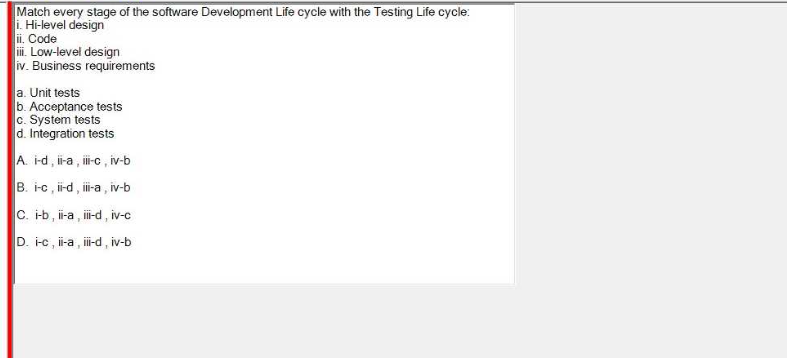 Match every stage of the software Development Life cycle with the Testing Life cycle:
i. Hi-level design
ii. Code
iii. Low-level design
iv. Business requirements
a. Unit tests
b. Acceptance tests
c. System tests
d. Integration tests
A. i-d , ii-a , iii-c , iv-b
B. i-c , ii-d , iii-a , iv-b
C. i-b , ii-a , iii-d , iv-c
D. i-c , ii-a , iii-d , iv-b